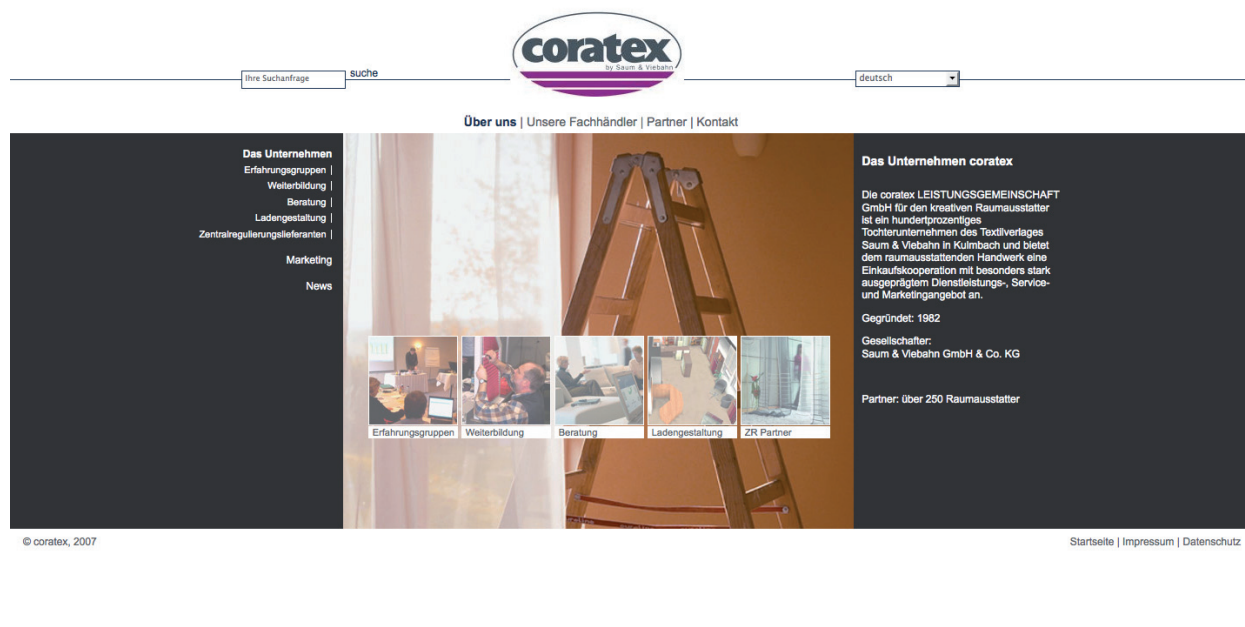 coratex
by Saum & Viebahn
Ihre Suchanfrage
suche
deutsch
Über uns | Unsere Fachhändler | Partner | Kontakt
Das Unternehmen
Erfahrungsgruppen |
Weiterbildung |
Beratung |
Ladengestaltung |
Zentralregulierungslieferanten |
Marketing
News
Erfahrungsgruppen
Weiterbildung
Beratung
Ladengestaltung
ZR Partner
Das Unternehmen coratex
Die coratex LEISTUNGSGEMEINSCHAFT
GmbH für den kreativen Raumausstatter
ist ein hundertprozentiges
Tochterunternehmen des Textilverlages
Saum & Viebahn in Kulmbach und bietet
dem raumausstattenden Handwerk eine
Einkaufskooperation mit besonders stark
ausgeprägtem Dienstleistungs-, Service-
und Marketingangebot an.
Gegründet: 1982
Gesellschafter:
Saum & Viebahn GmbH & Co. KG
Partner: über 250 Raumausstatter
© coratex, 2007
Startseite | Impressum | Datenschutz